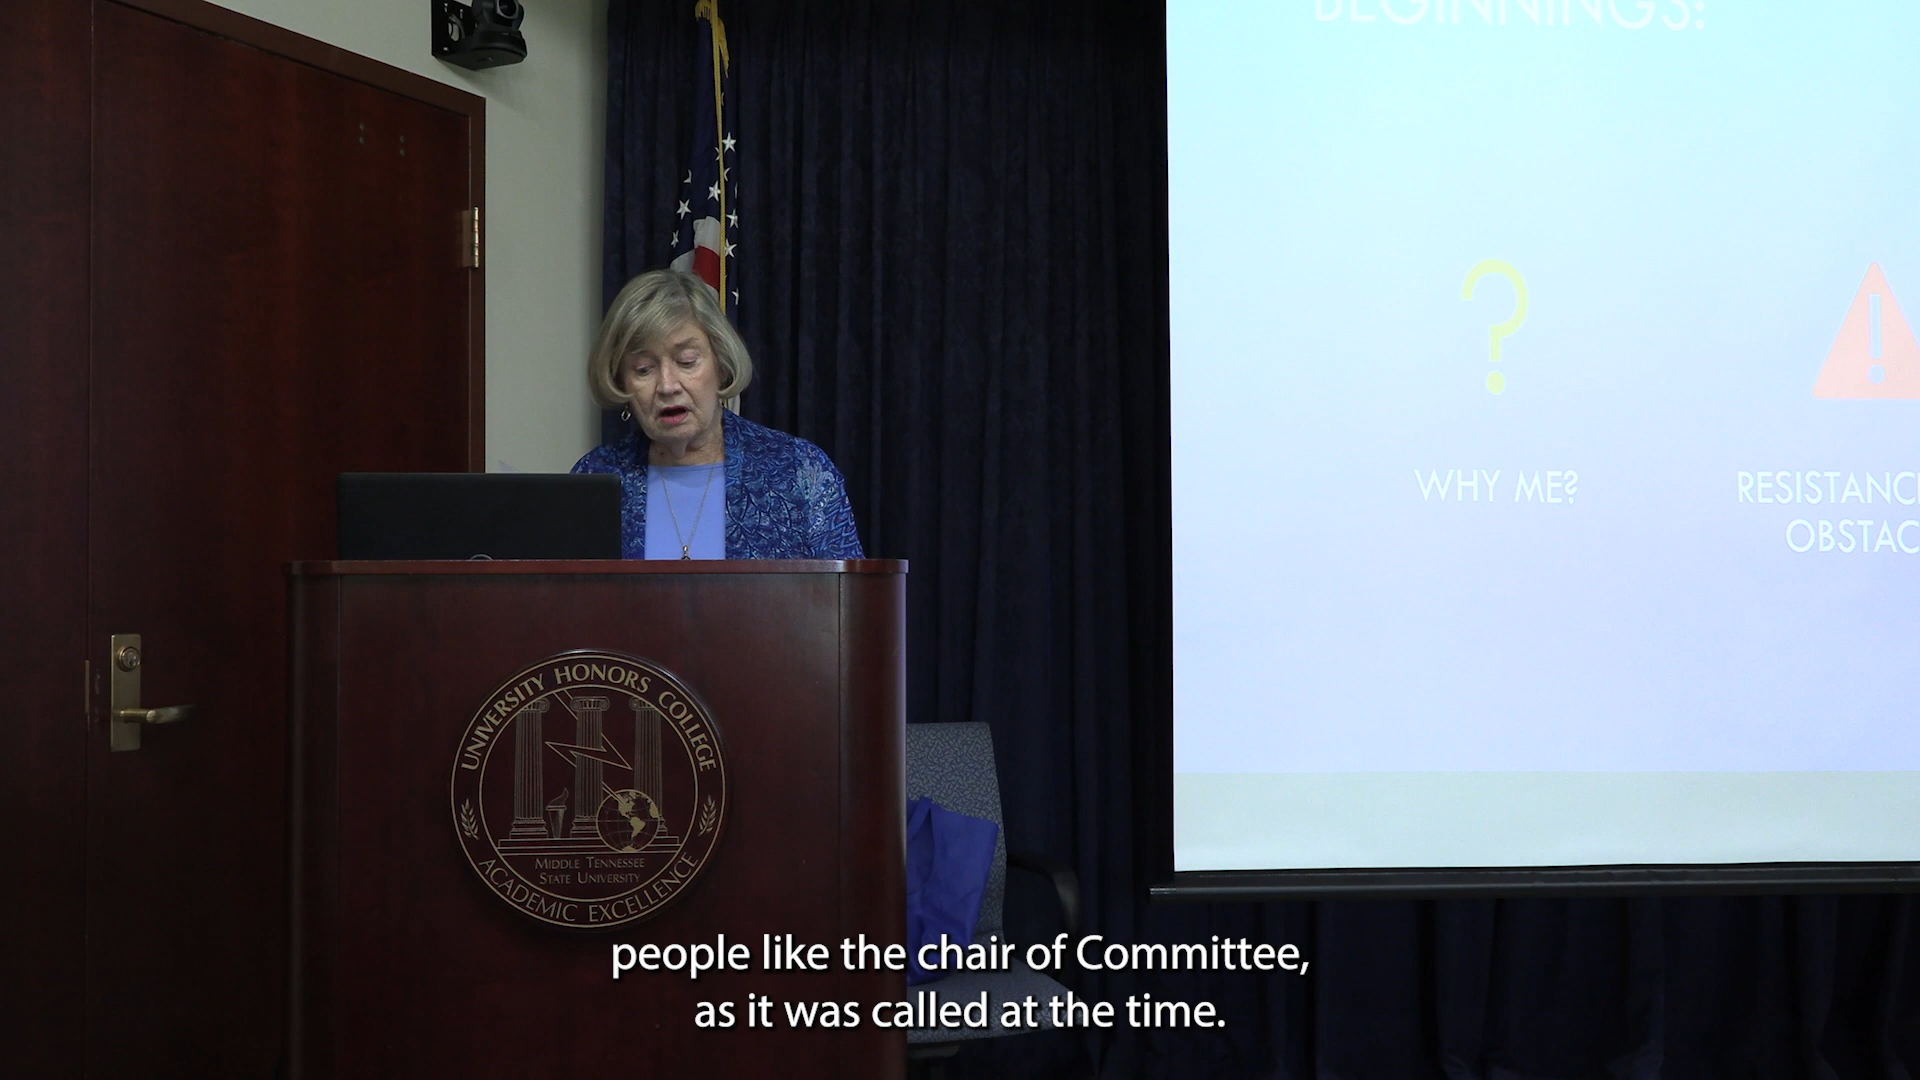 BEGINNINGS:
WHY ME?
RESISTANC
OBSTAC
UNIVERSITY HONORS COLLEGE
MIDDLE TENNESSEE
STATE UNIVERSITY
ACADEMIC EXCELLENCE
people like the chair of Committee,
as it was called at the time.